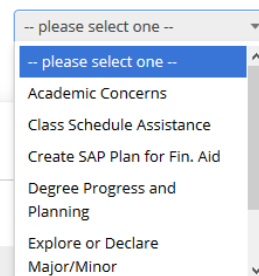 -- please select one --
-- please select one --
Academic Concerns
Class Schedule Assistance
Create SAP Plan for Fin. Aid
Degree Progress and
Planning
Explore or Declare
Major/Minor